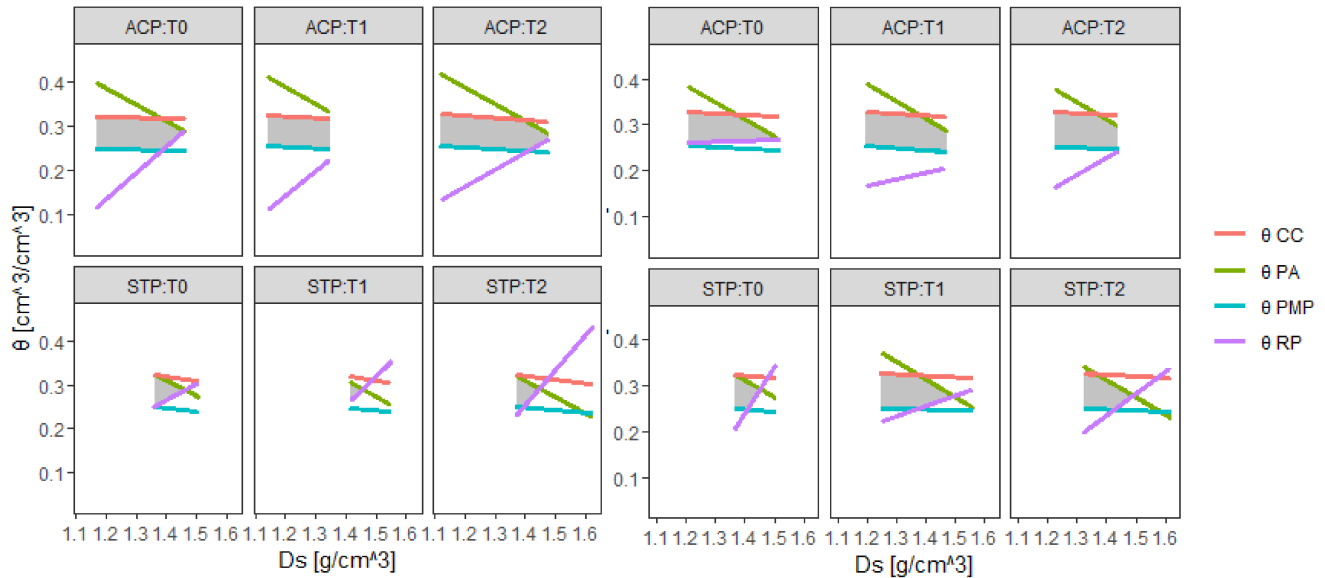 ACP:T0 ACP:T1 ACP:T2 ACP:T0 ACP:T1 ACP:T2
0.4 0.4
0.3 0.3
0.2 0.2
0.1 0.1
θ [cm^3/cm^3]
STP:T0 STP:T1 STP:T2 STP:T0 STP:T1 STP:T2
0.4 0.4
0.3 0.3
0.2 0.2
0.1 0.1
1.1 1.2 1.3 1.4 1.5 1.6 1.1 1.2 1.3 1.4 1.5 1.6 1.1 1.2 1.3 1.4 1.5 1.6 1.1 1.2 1.3 1.4 1.5 1.6 1.1 1.2 1.3 1.4 1.5 1.6 1.1 1.2 1.3 1.4 1.5 1.6
Ds [g/cm^3] Ds [g/cm^3]
θ CC
θ PA
θ PMP
θ RP